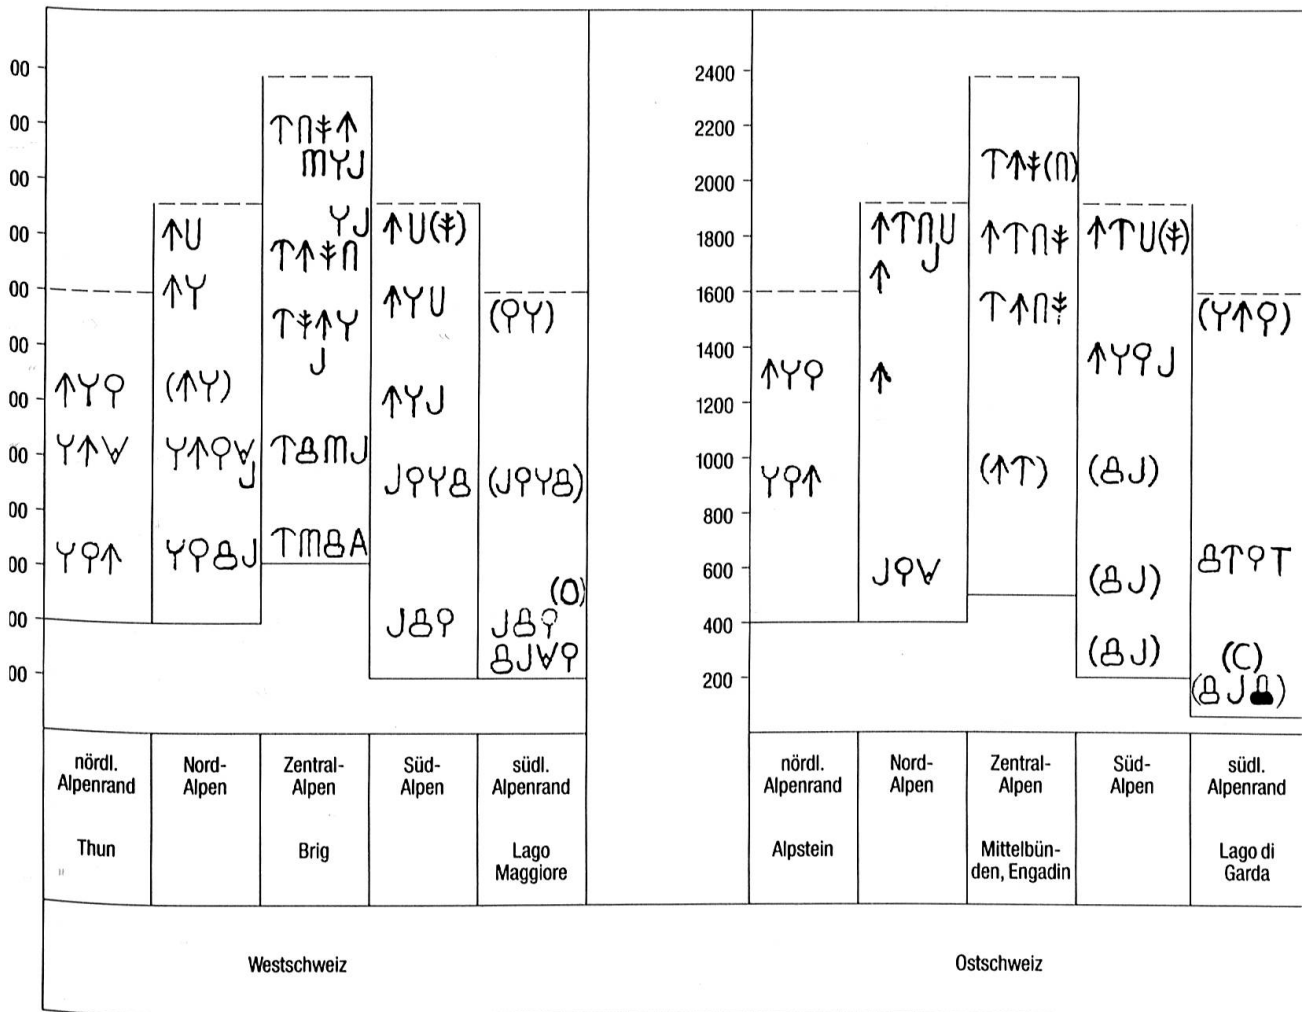 00
00
00
00
00
00
00
00
00
00
00
00
2400
2200
2000
1800
1600
1400
1200
1000
800
600
400
200
nördl.
Alpenrand
Thun
Nord-
Alpen
Zentral-
Alpen
Brig
Süd-
Alpen
südl.
Alpenrand
Lago
Maggiore
nördl.
Alpenrand
Alpstein
Nord-
Alpen
Zentral-
Alpen
Mittelbün-
den, Engadin
Süd-
Alpen
südl.
Alpenrand
Lago di
Garda
Westschweiz
Ostschweiz